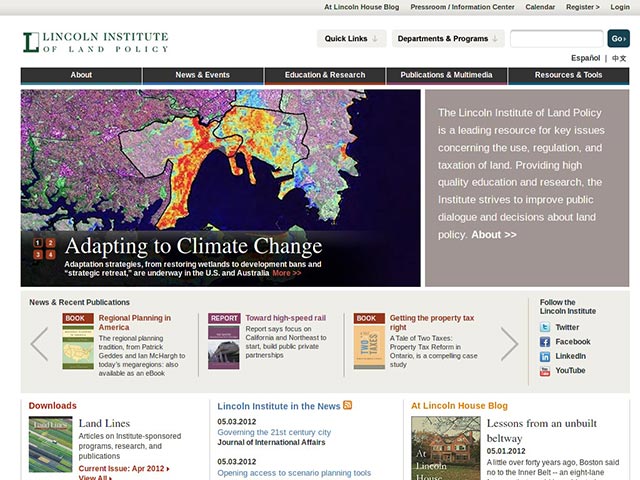 At Lincoln House Blog
Pressroom / Information Center
Calendar
Register >
Login
LINCOLN INSTITUTE
OF LAND POLICY
Quick Links
Departments & Programs
Go
Español | 中文
About
News & Events
Education & Research
Publications & Multimedia
Resources & Tools
The Lincoln Institute of Land Policy
is a leading resource for key issues
concerning the use, regulation, and
taxation of land. Providing high
quality education and research, the
Institute strives to improve public
dialogue and decisions about land
policy. About >>
1 2
3 4
Adapting to Climate Change
Adaptation strategies, from restoring wetlands to development bans and
"strategic retreat," are underway in the U.S. and Australia More >>
News & Recent Publications
BOOK
Regional Planning in
America
The regional planning
tradition, from Patrick
Geddes and Ian McHargh to
today's megaregions: also
available as an eBook
REPORT
Toward high-speed rail
Report says focus on
California and Northeast to
start, build public private
partnerships
BOOK
TWO
TAXES
Getting the property tax
right
A Tale of Two Taxes:
Property Tax Reform in
Ontario, is a compelling case
study
Follow the
Lincoln Institute
Twitter
Facebook
LinkedIn
YouTube
Downloads
Land Lines
Land Lines
Articles on Institute-sponsored
programs, research, and
publications
Current Issue: Apr 2012
View All
Lincoln Institute in the News
05.03.2012
Governing the 21st century city
Journal of International Affairs
05.03.2012
Opening access to scenario planning tools
At Lincoln House Blog
At
Lincoln
House
Lessons from an unbuilt
beltway
05.01.2012
A little over forty years ago, Boston said
no to the Inner Belt -- an eight-lane